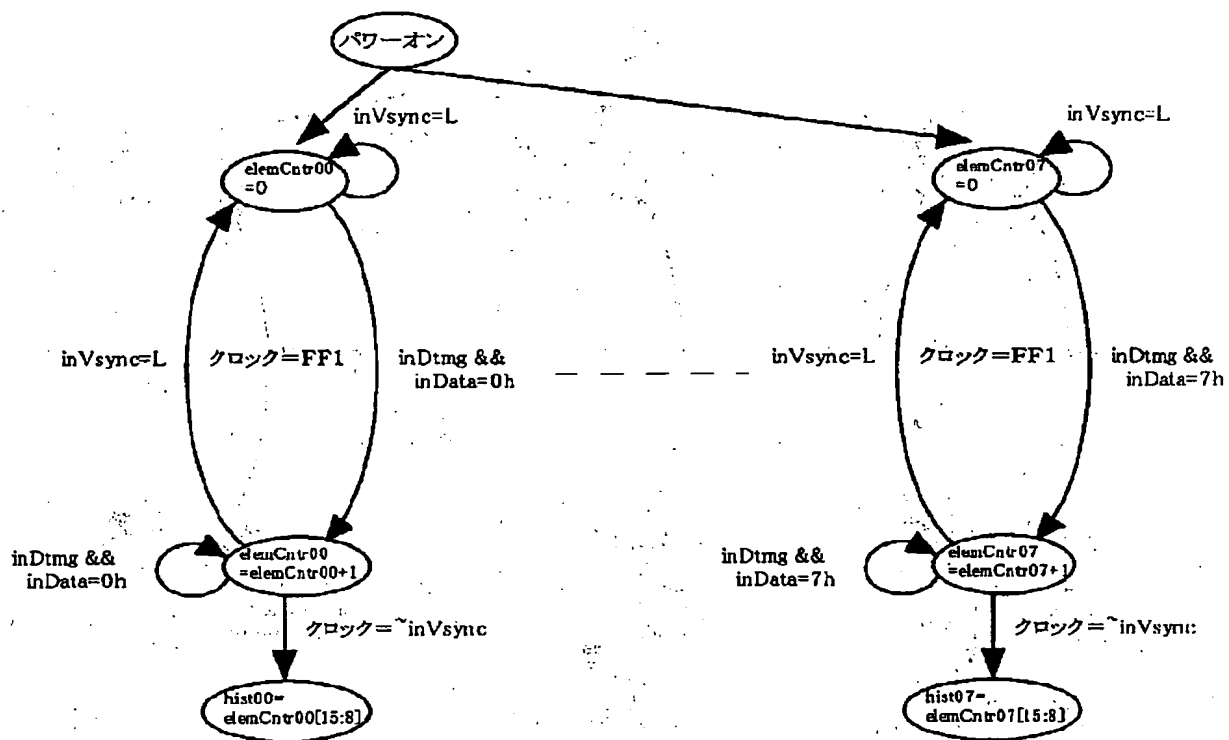 パワーオン
inVsync=L
inVsync=L
elemCntr00
=0
elemCntr07
=0
inVsync=L
クロック=FF1
inDtmg &&
inData=0h
inVsync=L
クロック=FF1
inDtmg &&
inData=7h
inDtmg &&
inData=0h
elemCntr00
=elemCntr00+1
inDtmg &&
inData=7h
elemCntr07
=elemCntr07+1
クロック=~inVsync
クロック=~inVsync
hist00=
elemCntr00[15:8]
hist07=
elemCntr07[15:8]